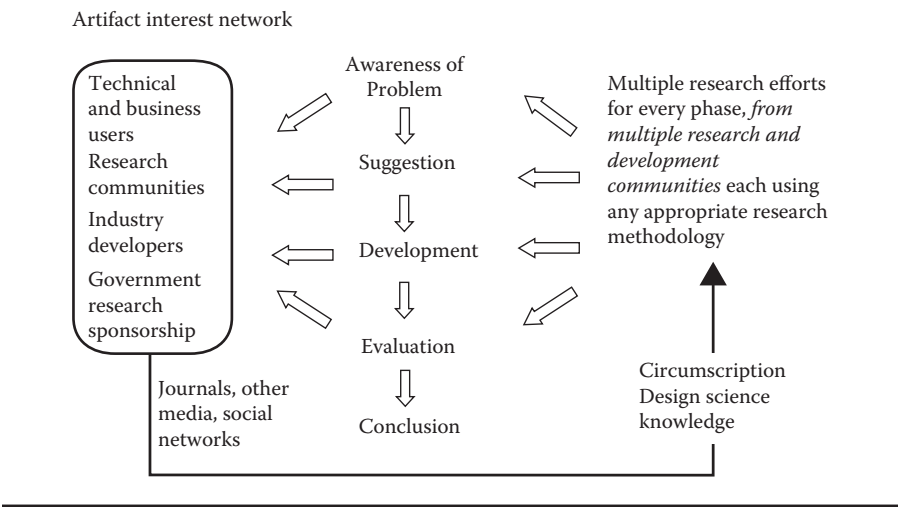 Artifact interest network
Technical
and business
users
Research
communities
Industry
developers
Government
research
sponsorship
Journals, other
media, social
networks
Awareness of
Problem
Suggestion
Development
Evaluation
Conclusion
Multiple research efforts
for every phase, from
multiple research and
development
communities each using
any appropriate research
methodology
Circumscription
Design science
knowledge